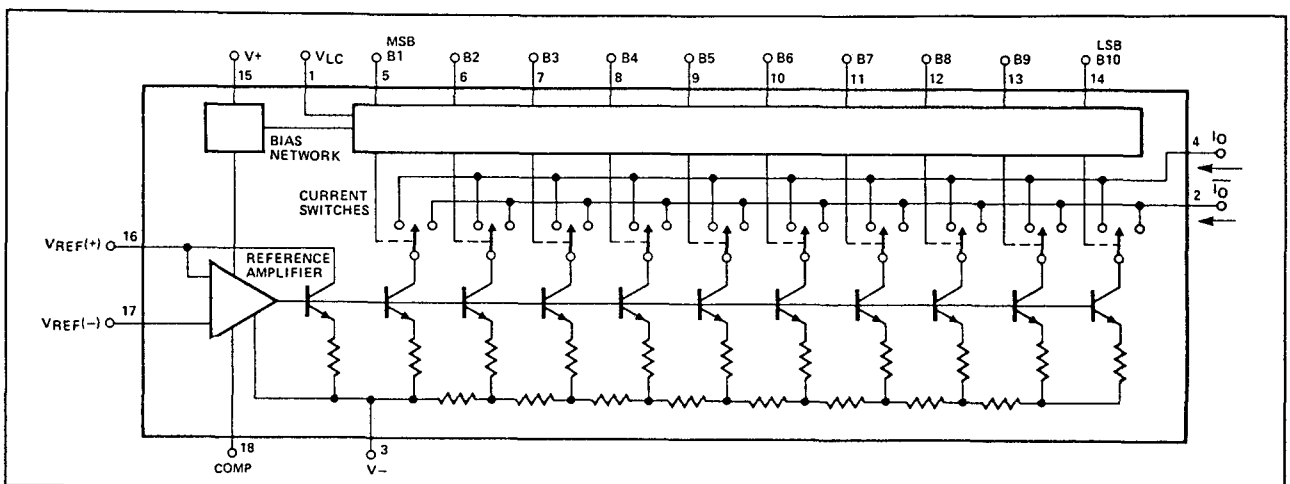 V+
15
VLC
1
MSB
B1
5
B2
6
B3
7
B4
8
B5
9
B6
10
B7
11
B8
12
B9
13
LSB
B10
14
BIAS
NETWORK
4
IO
CURRENT
SWITCHES
2
IO
VREF(+)
16
REFERENCE
AMPLIFIER
VREF(-)
17
18
COMP
3
V-